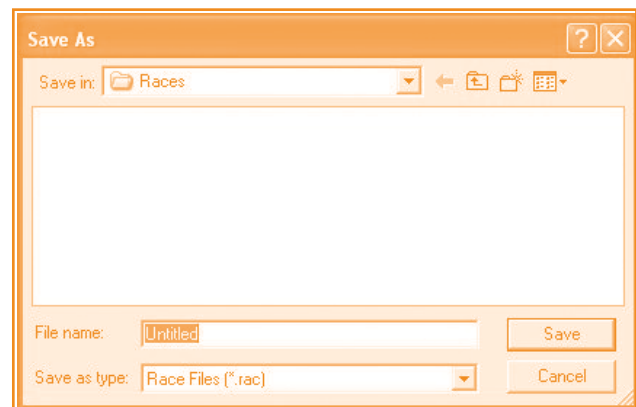 Save As
Save in: Races
File name: Untitled Save
Save as type: Race Files (*.rac) Cancel